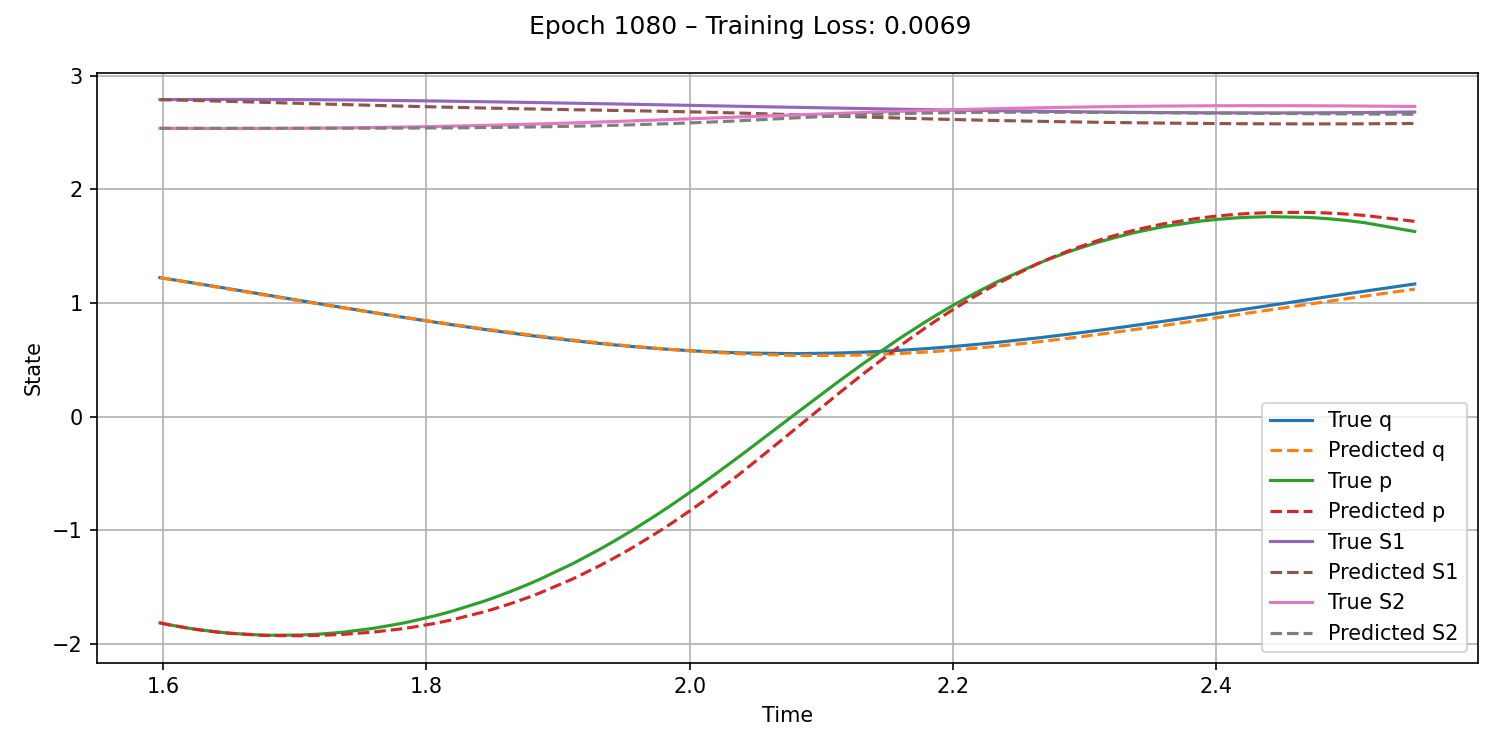 Epoch 1080 – Training Loss: 0.0069
3
2
1
0
−1
−2
State
1.6
1.8
2.0
2.2
2.4
Time
True q
Predicted q
True p
Predicted p
True S1
Predicted S1
True S2
Predicted S2